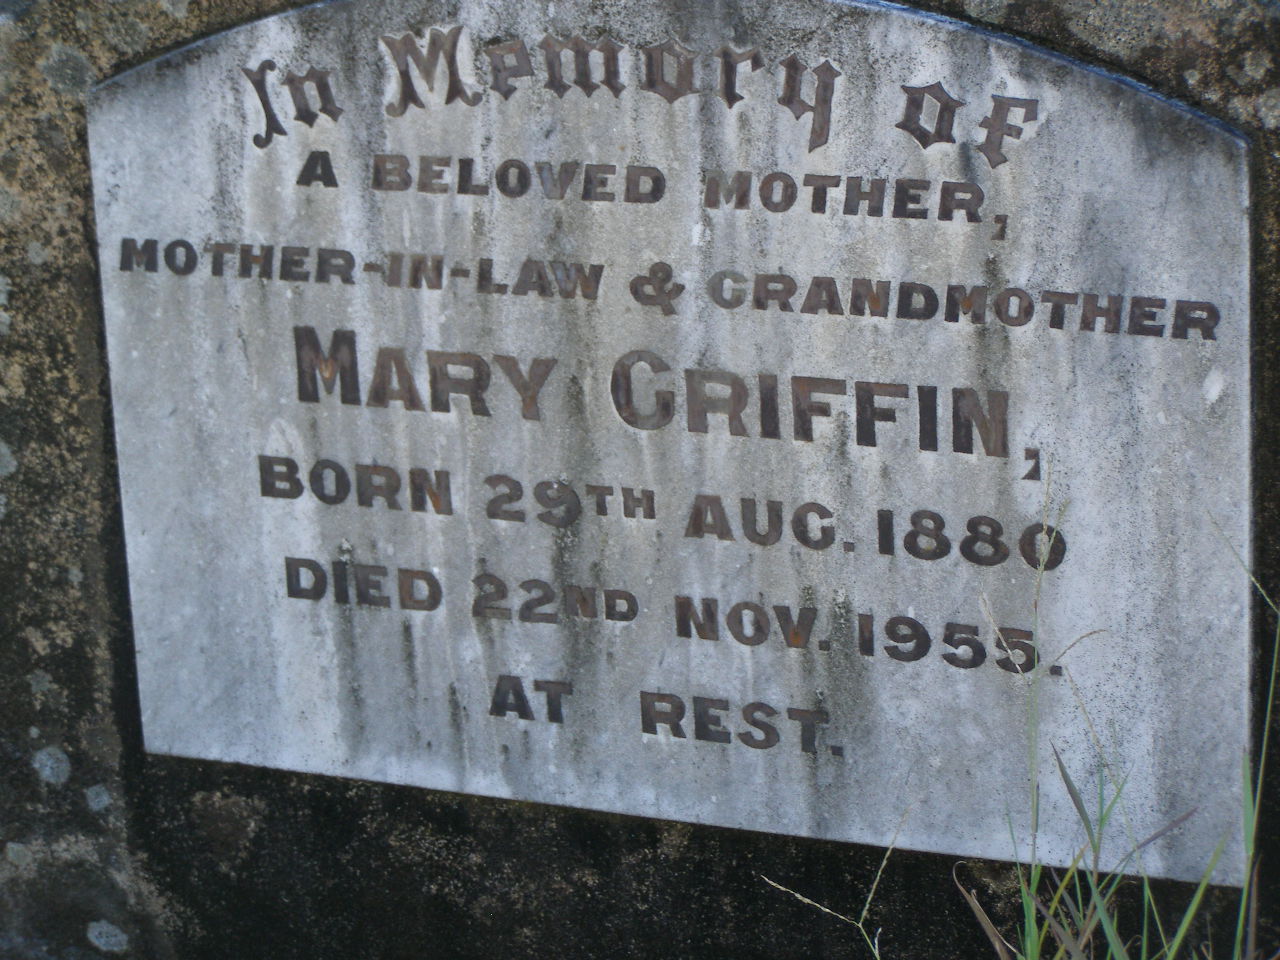 In Memory of
A BELOVED MOTHER,
MOTHER-IN-LAW & GRANDMOTHER
MARY GRIFFIN,
BORN 29TH AUG. 1880
DIED 22ND NOV. 1955.
AT REST.